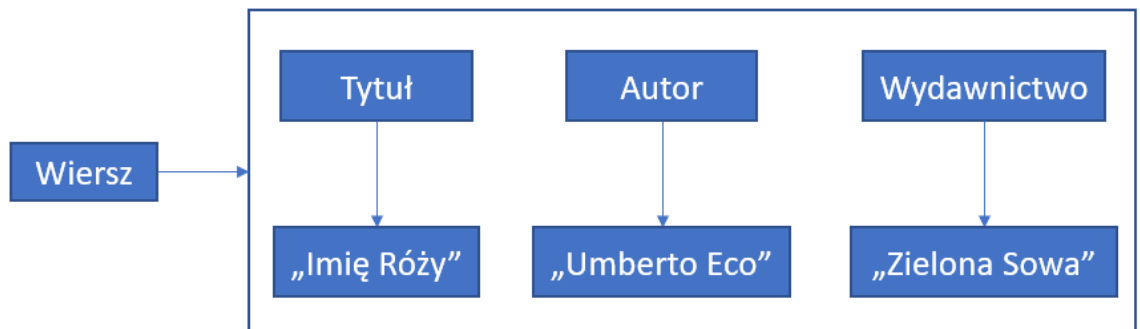 Tytuł
Autor
Wydawnictwo
Wiersz
„Imię Róży”
„Umberto Eco”
„Zielona Sowa”